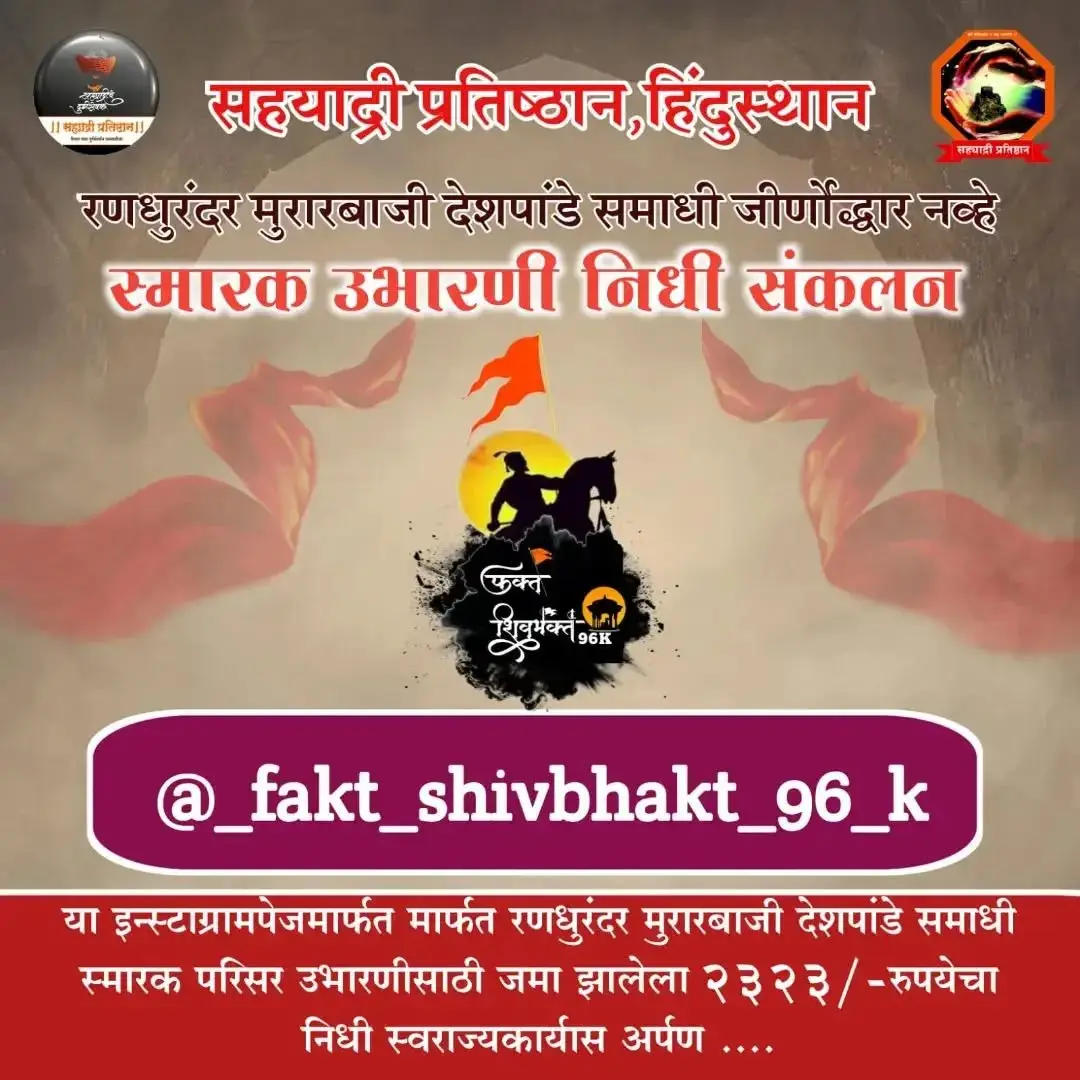 सहयाद्री प्रतिष्ठान,हिंदुस्थान
|| सह्याद्री प्रतिष्ठान ||
सह्याद्री प्रतिष्ठान
रणधुरंदर मुरारबाजी देशपांडे समाधी जीर्णोद्धार नव्हे
स्मारक उभारणी निधी संकलन
फक्त
शिवभक्त
96K
@_fakt_shivbhakt_96_k
या इन्स्टाग्रामपेजमार्फत मार्फत रणधुरंदर मुरारबाजी देशपांडे समाधी
स्मारक परिसर उभारणीसाठी जमा झालेला २३२३/-रुपयेचा
निधी स्वराज्यकार्यास अर्पण ....